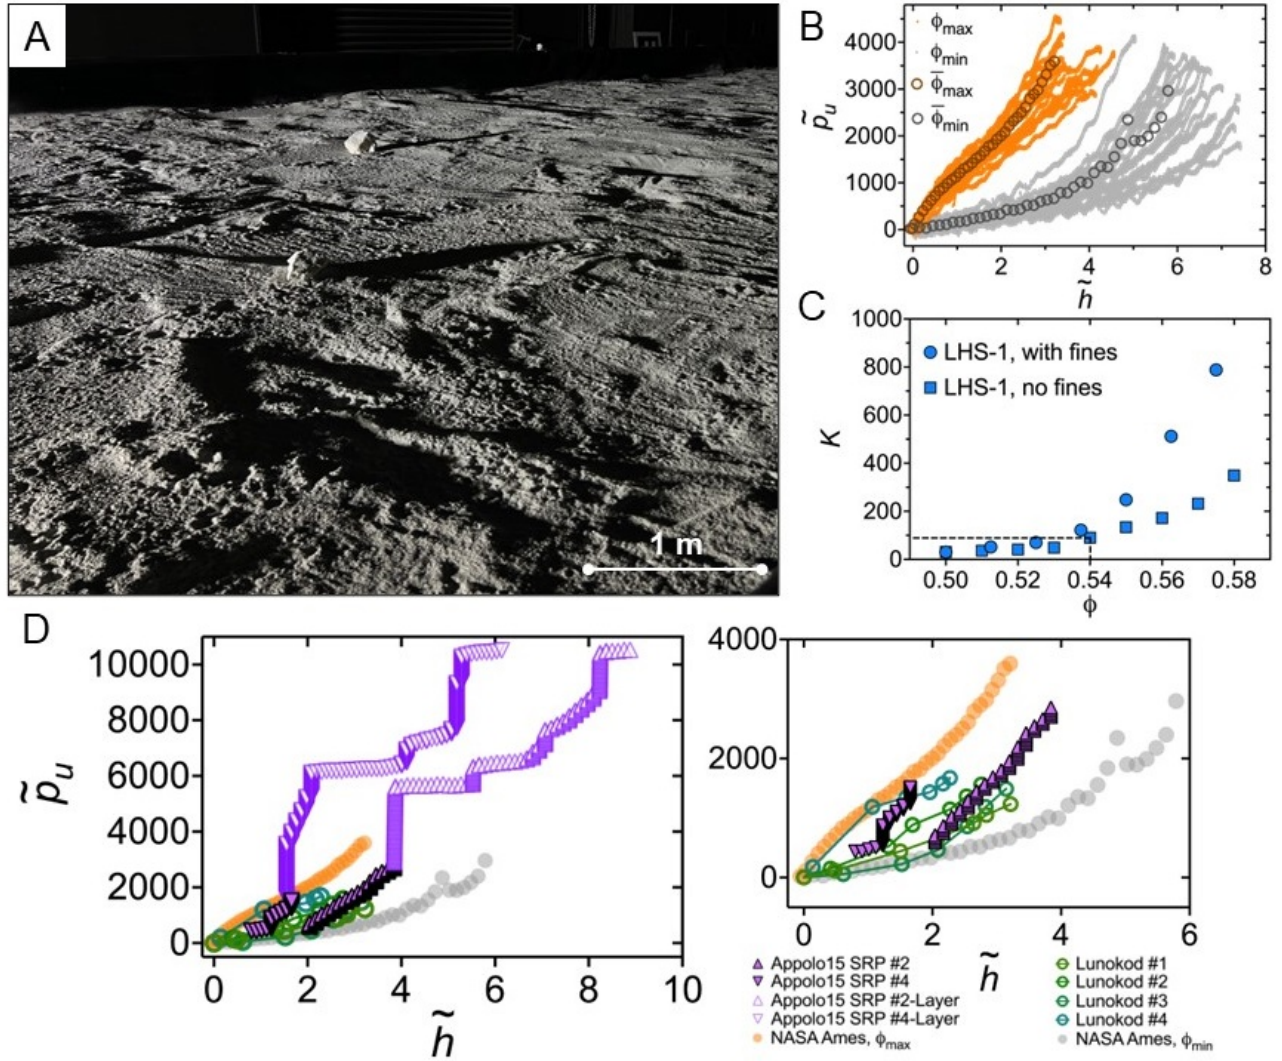 A
1 m
B
ϕmax
ϕmin
ϕ̅max
ϕ̅min
4000
3000
2000
1000
0
p̃u
0 2 4 6 8
h̃
C
1000
800
600
400
200
0
K
LHS-1, with fines
LHS-1, no fines
0.50 0.52 0.54 0.56 0.58
ϕ
D
10000
8000
6000
4000
2000
0
p̃u
0 2 4 6 8 10
h̃
4000
2000
0
0 2 4 6
h̃
Appolo15 SRP #2
Appolo15 SRP #4
Appolo15 SRP #2-Layer
Appolo15 SRP #4-Layer
NASA Ames, ϕmax
Lunokod #1
Lunokod #2
Lunokod #3
Lunokod #4
NASA Ames, ϕmin